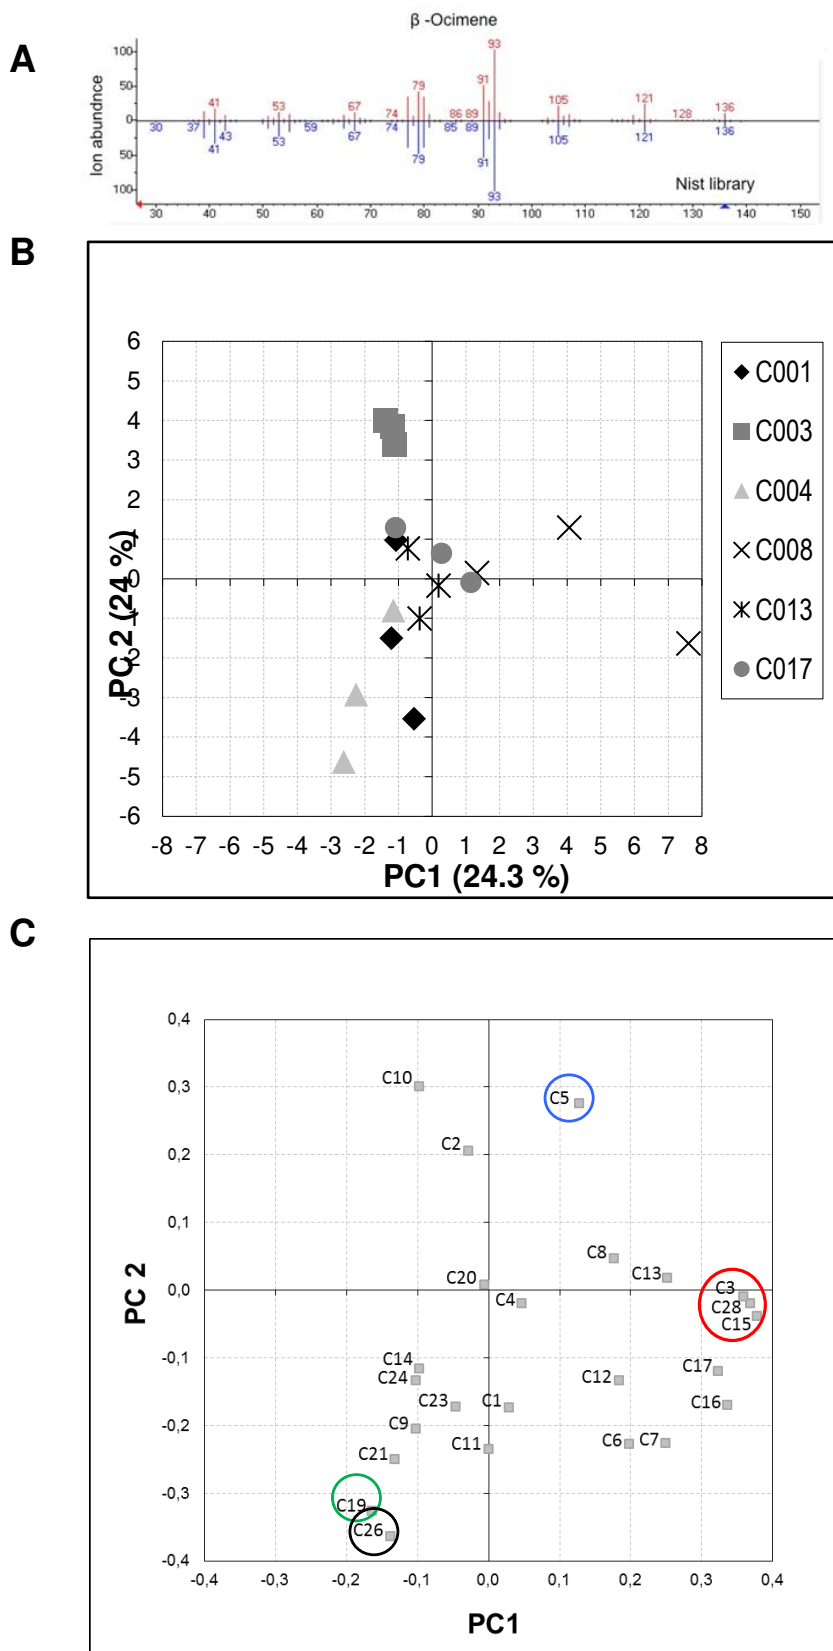 A
β -Ocimene
Ion abundnce
100
50
0
50
100
41 53 67 74 79 86 89 91 93 105 121 128 136
30 37 41 43 53 59 67 74 79 85 89 91 93 105 121 136
Nist library
30 40 50 60 70 80 90 100 110 120 130 140 150
B
PC 2 (24 %)
6
5
4
3
2
1
0
-1
-2
-3
-4
-5
-6
-8 -7 -6 -5 -4 -3 -2 -1 0 1 2 3 4 5 6 7 8
PC1 (24.3 %)
C001
C003
C004
C008
C013
C017
C
PC 2
0,4
0,3
0,2
0,1
0,0
-0,1
-0,2
-0,3
-0,4
C10
C5
C2
C8
C13
C20
C4
C3
C28
C15
C14
C24
C12
C17
C23
C1
C16
C9
C11
C6 C7
C21
C19
C26
-0,4 -0,3 -0,2 -0,1 0,0 0,1 0,2 0,3 0,4
PC1